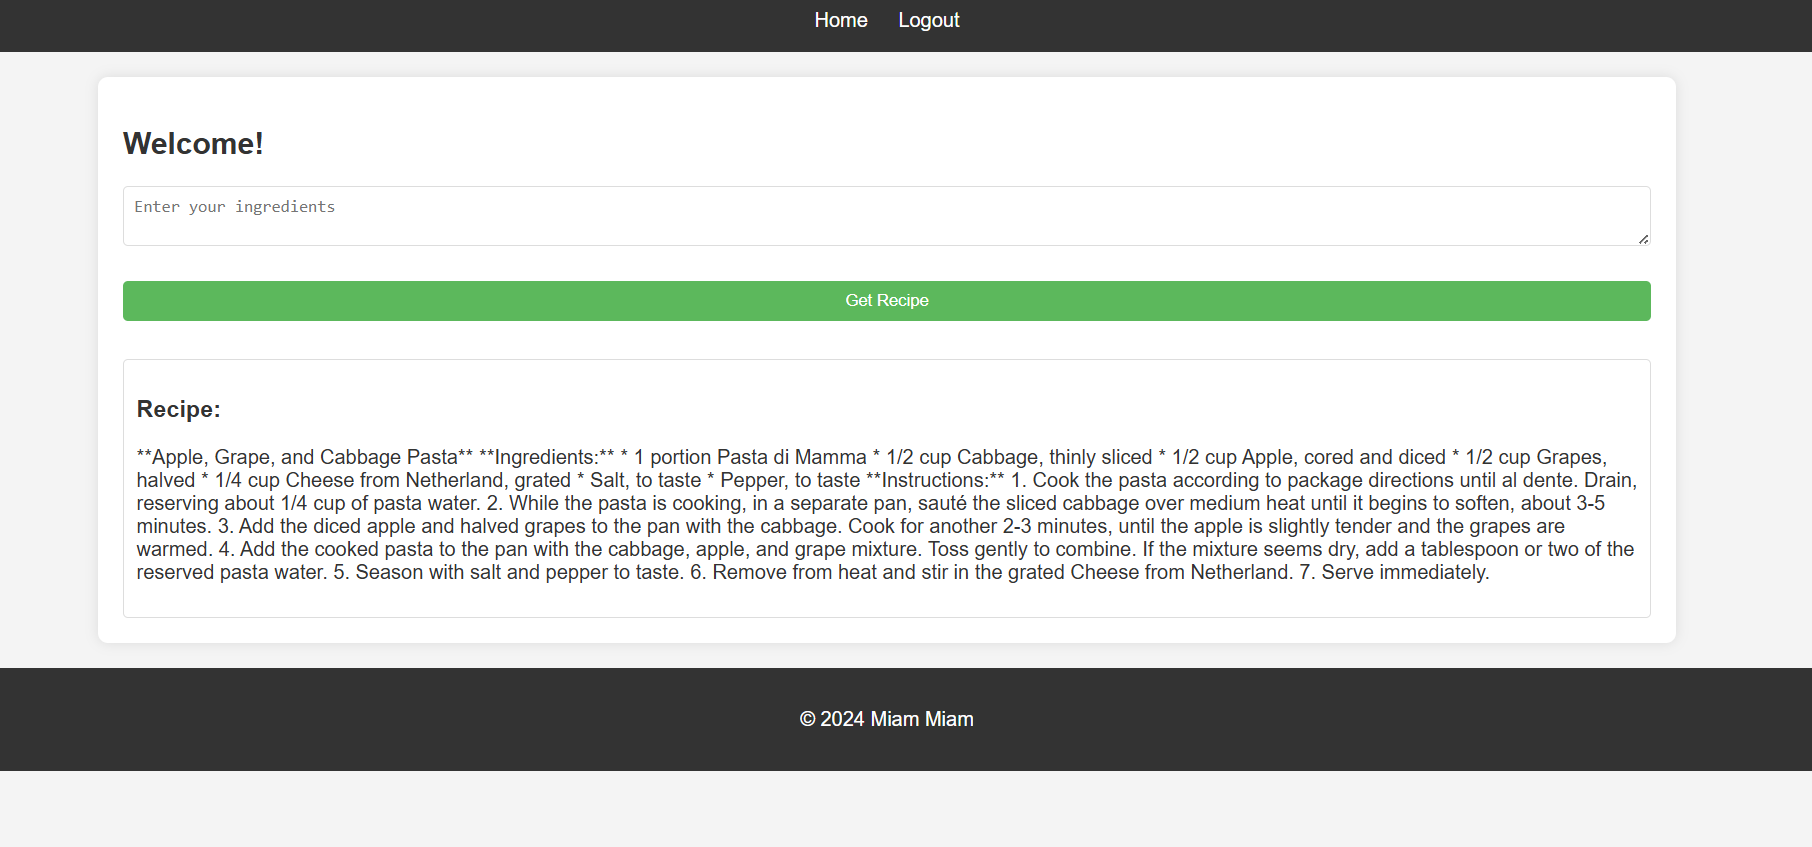 Home Logout
Welcome!
Enter your ingredients
Get Recipe
Recipe:
**Apple, Grape, and Cabbage Pasta** **Ingredients:** * 1 portion Pasta di Mamma * 1/2 cup Cabbage, thinly sliced * 1/2 cup Apple, cored and diced * 1/2 cup Grapes,
halved * 1/4 cup Cheese from Netherland, grated * Salt, to taste * Pepper, to taste **Instructions:** 1. Cook the pasta according to package directions until al dente. Drain,
reserving about 1/4 cup of pasta water. 2. While the pasta is cooking, in a separate pan, sauté the sliced cabbage over medium heat until it begins to soften, about 3-5
minutes. 3. Add the diced apple and halved grapes to the pan with the cabbage. Cook for another 2-3 minutes, until the apple is slightly tender and the grapes are
warmed. 4. Add the cooked pasta to the pan with the cabbage, apple, and grape mixture. Toss gently to combine. If the mixture seems dry, add a tablespoon or two of the
reserved pasta water. 5. Season with salt and pepper to taste. 6. Remove from heat and stir in the grated Cheese from Netherland. 7. Serve immediately.
© 2024 Miam Miam